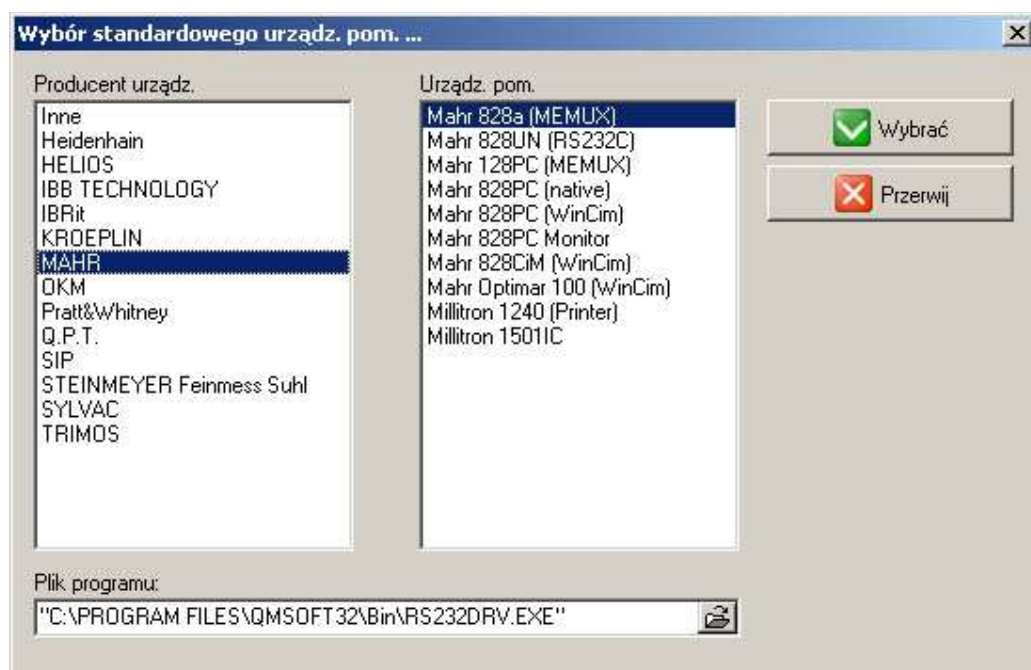 Wybór standardowego urządz. pom. ...
Producent urządz.
Inne
Heidenhain
HELIOS
IBB TECHNOLOGY
IBRit
KROEPLIN
MAHR
OKM
Pratt&Whitney
Q.P.T.
SIP
STEINMEYER Feinmess Suhl
SYLVAC
TRIMOS
Urządz. pom.
Mahr 828a (MEMUX)
Mahr 828UN (RS232C)
Mahr 128PC (MEMUX)
Mahr 828PC (native)
Mahr 828PC (WinCim)
Mahr 828PC Monitor
Mahr 828CiM (WinCim)
Mahr Optimar 100 (WinCim)
Millitron 1240 (Printer)
Millitron 1501IC
Wybrać
Przerwij
Plik programu:
"C:\PROGRAM FILES\QMSOFT32\Bin\RS232DRV.EXE"